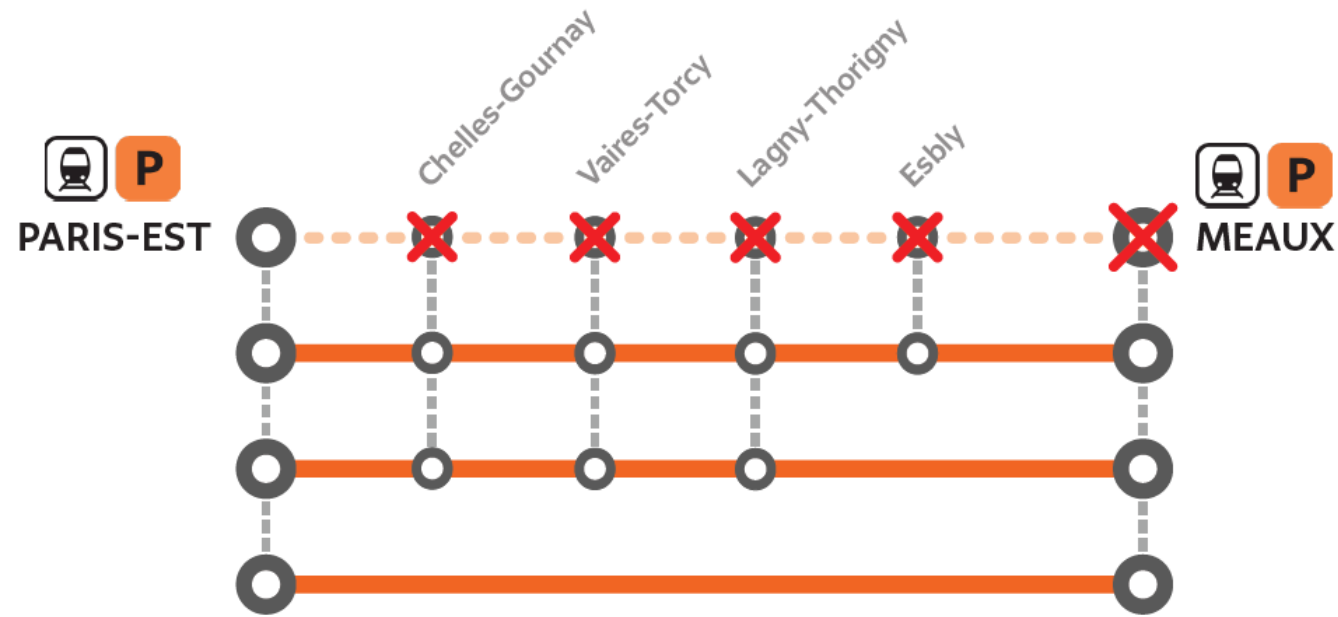 Chelles-Gournay
Vaires-Torcy
Lagny-Thorigny
Esbly
P
PARIS-EST
P
MEAUX